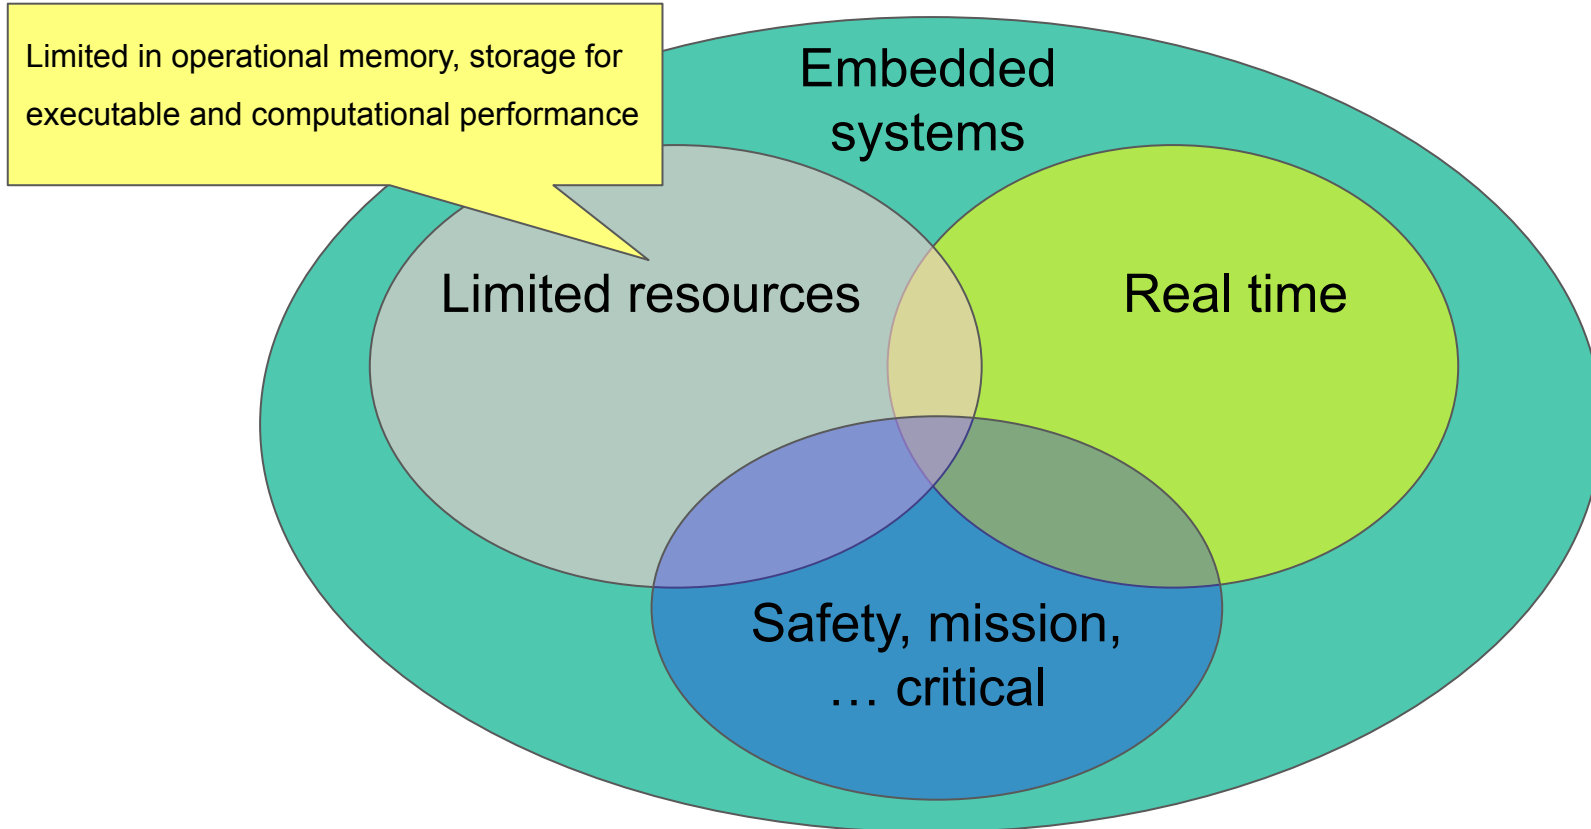 Limited in operational memory, storage for
executable and computational performance
Embedded
systems
Limited resources
Real time
Safety, mission,
… critical